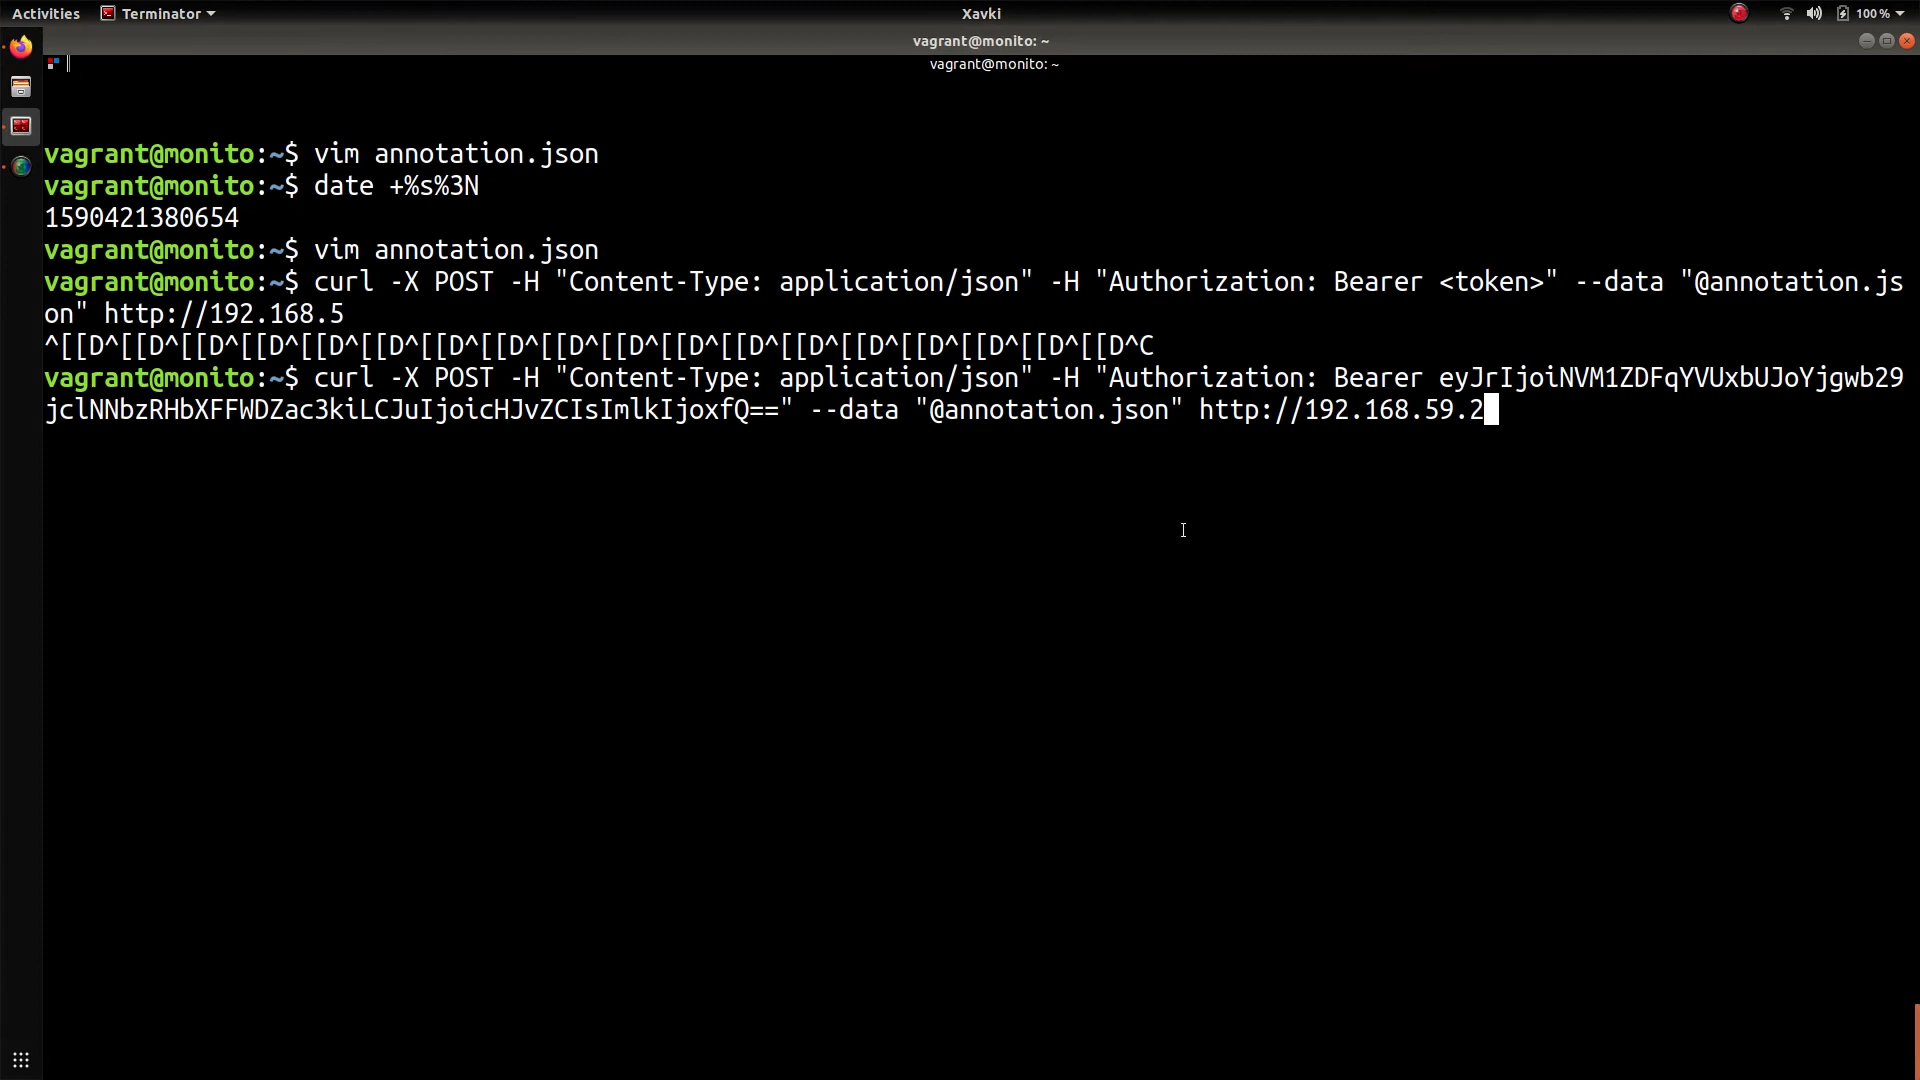 Activities Terminator Xavki 100 %
vagrant@monito: ~
vagrant@monito: ~
vagrant@monito:~$ vim annotation.json
vagrant@monito:~$ date +%s%3N
1590421380654
vagrant@monito:~$ vim annotation.json
vagrant@monito:~$ curl -X POST -H "Content-Type: application/json" -H "Authorization: Bearer <token>" --data "@annotation.js
on" http://192.168.5
^[[D^[[D^[[D^[[D^[[D^[[D^[[D^[[D^[[D^[[D^[[D^[[D^[[D^[[D^[[D^[[D^[[D^[[D^C
vagrant@monito:~$ curl -X POST -H "Content-Type: application/json" -H "Authorization: Bearer eyJrIjoiNVM1ZDFqYVUxbUJoYjgwb29
jclNNbzRHbXFFWDZac3kiLCJuIjoicHJvZCIsImlkIjoxfQ==" --data "@annotation.json" http://192.168.59.2